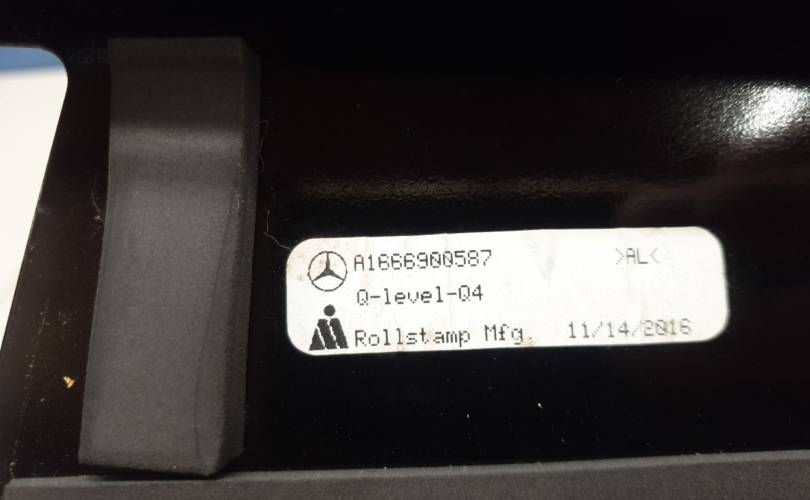 A1666900587 >AL<
Q-level-Q4
Rollstamp Mfg. 11/14/2016